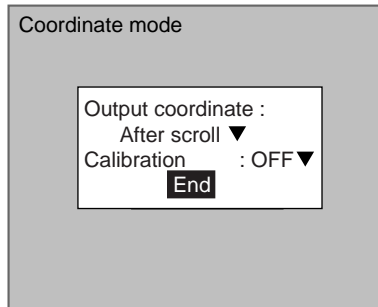 Coordinate mode
Output coordinate :
After scroll ▼
Calibration : OFF▼
End